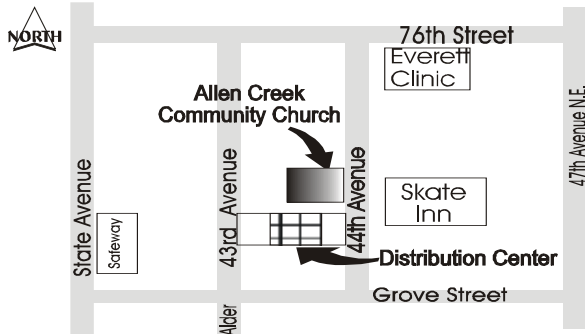 NORTH
76th Street
Everett
Clinic
Allen Creek
Community Church
47th Avenue N.E.
State Avenue
43rd Avenue
44th Avenue
Skate
Inn
Safeway
Distribution Center
Grove Street
Alder